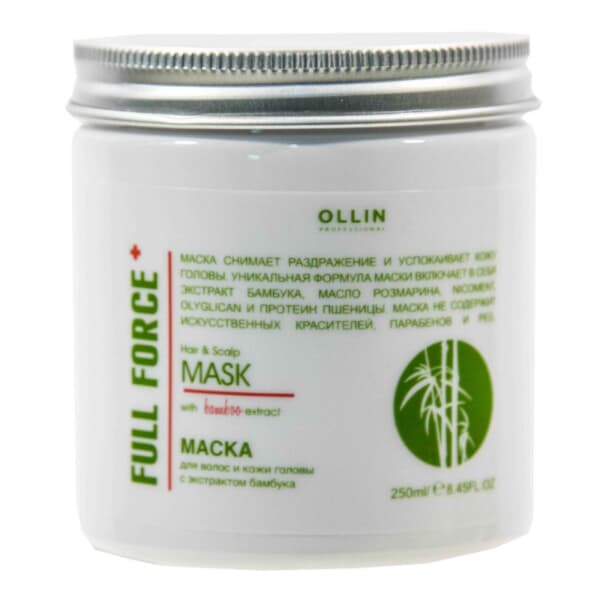 OLLIN
PROFESSIONAL
FULL FORCE+
МАСКА СНИМАЕТ РАЗДРАЖЕНИЕ И УСПОКАИВАЕТ КОЖУ
ГОЛОВЫ. УНИКАЛЬНАЯ ФОРМУЛА МАСКИ ВКЛЮЧАЕТ В СЕБЯ
ЭКСТРАКТ БАМБУКА, МАСЛО РОЗМАРИНА, NICOMENT,
OLYGLICAN И ПРОТЕИН ПШЕНИЦЫ. МАСКА НЕ СОДЕРЖИТ
ИСКУССТВЕННЫХ КРАСИТЕЛЕЙ, ПАРАБЕНОВ И
Hair & Scalp
MASK
with bamboo extract
МАСКА
для волос и кожи головы
с экстрактом бамбука
250ml/℮8.45FL.OZ